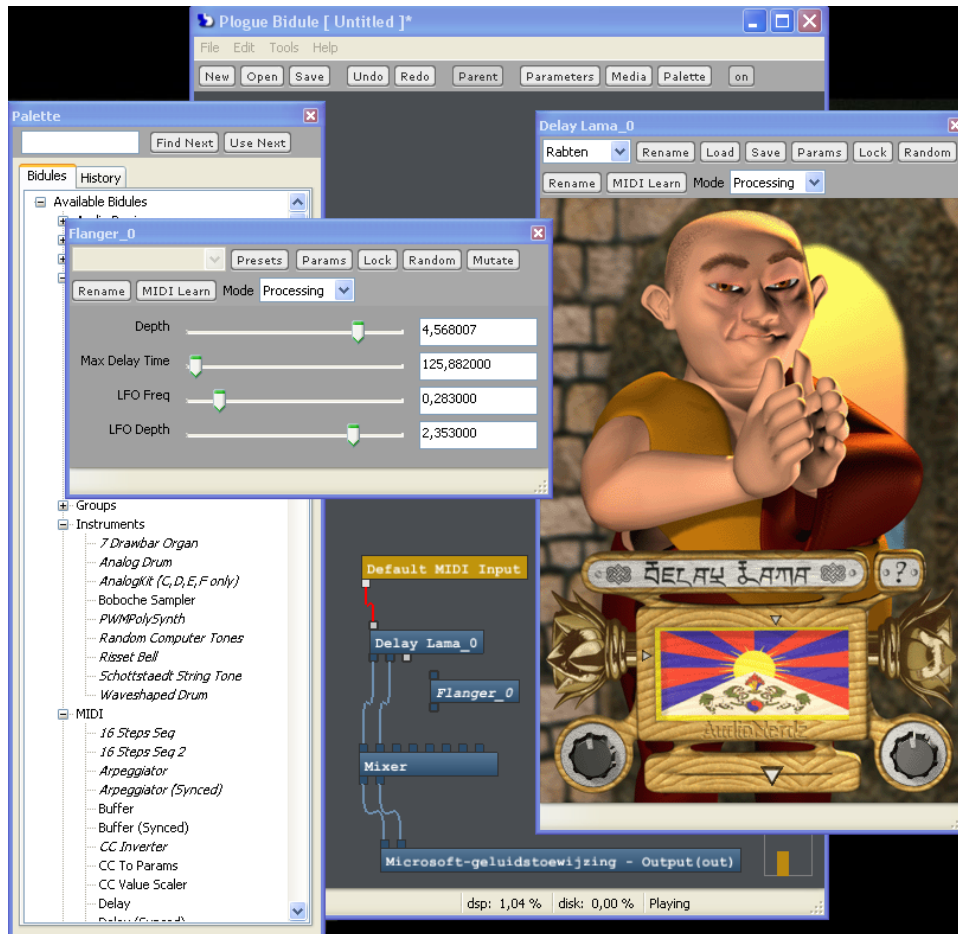 Plogue Bidule [ Untitled ]*
File Edit Tools Help
New Open Save Undo Redo Parent Parameters Media Palette on
Palette
Find Next Use Next
Bidules History
Available Bidules
Flanger_0
Presets Params Lock Random Mutate
Rename MIDI Learn Mode Processing
Depth 4,568007
Max Delay Time 125,882000
LFO Freq 0,283000
LFO Depth 2,353000
Groups
Instruments
7 Drawbar Organ
Analog Drum
AnalogKit (C,D,E,F only)
Boboche Sampler
PWMPolySynth
Random Computer Tones
Risset Bell
Schottstaedt String Tone
Waveshaped Drum
MIDI
16 Steps Seq
16 Steps Seq 2
Arpeggiator
Arpeggiator (Synced)
Buffer
Buffer (Synced)
CC Inverter
CC To Params
CC Value Scaler
Delay
Delay (Synced)
Default MIDI Input
Delay Lama_0
Flanger_0
Mixer
Microsoft-geluidstoewijzing - Output(out)
dsp: 1,04 % disk: 0,00 % Playing
Delay Lama_0
Rabten Rename Load Save Params Lock Random
Rename MIDI Learn Mode Processing
DELAY LAMA ?
AudioNerdz